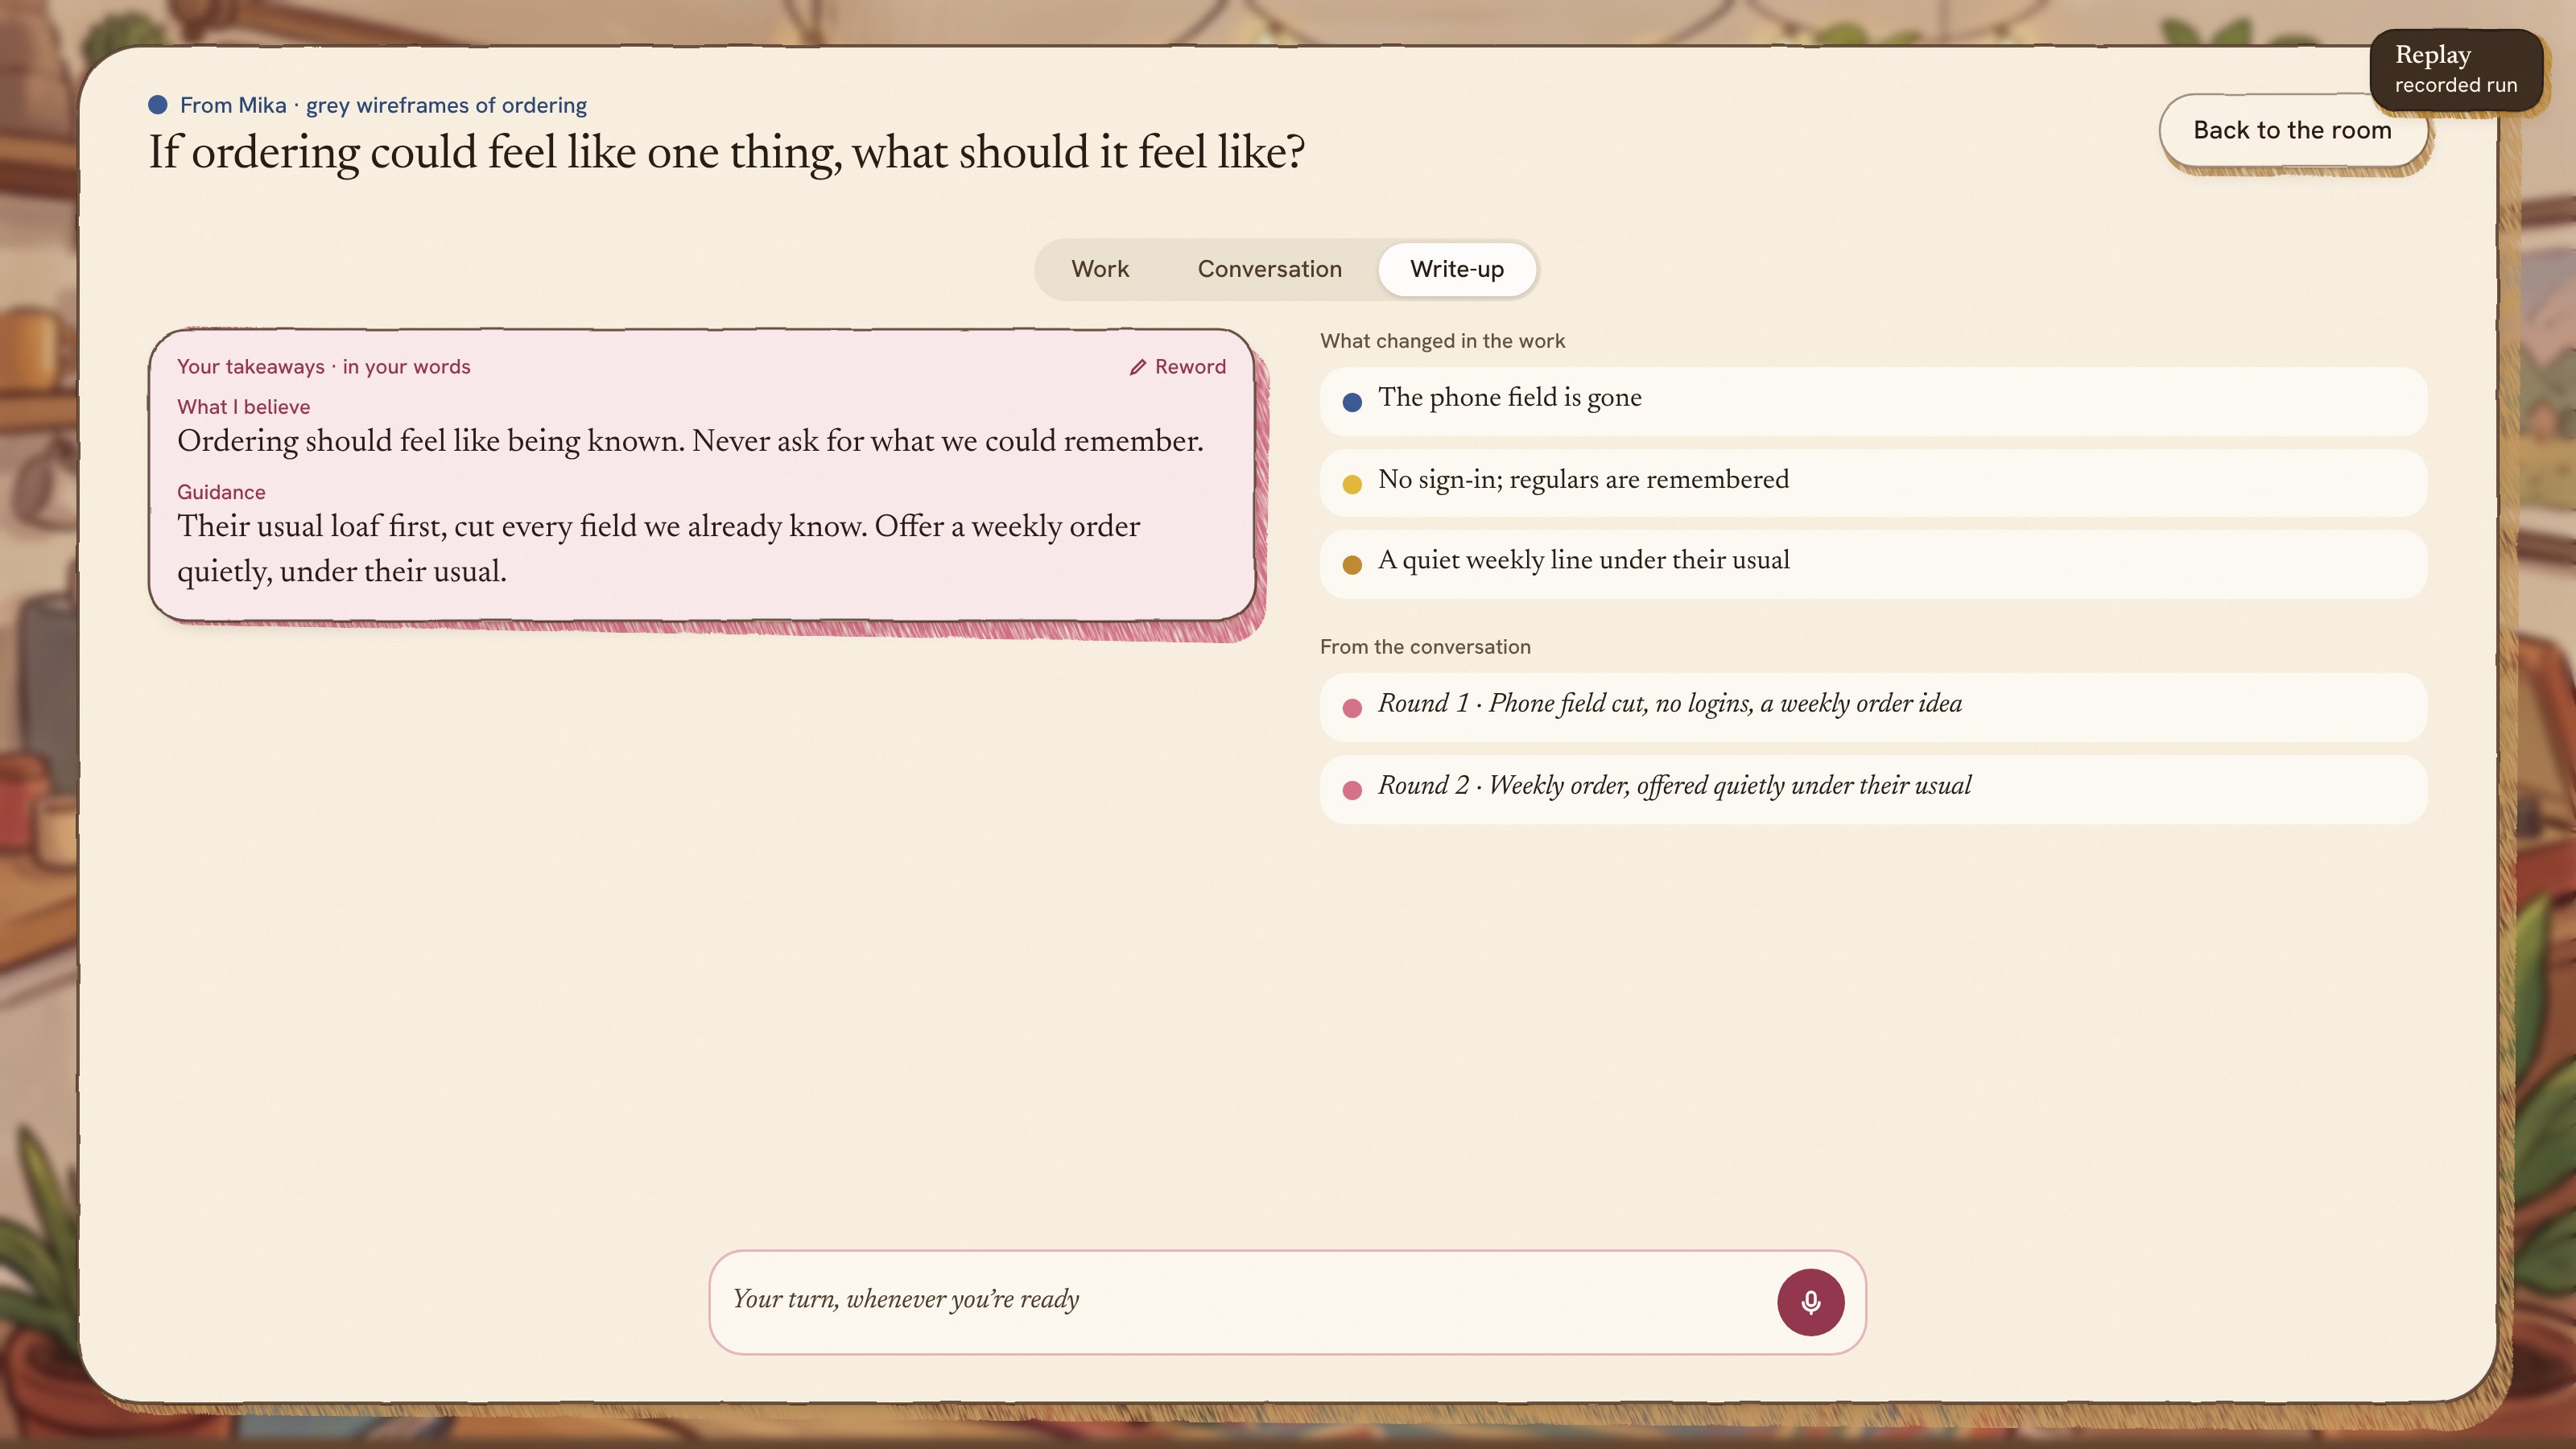 Replay
recorded run
From Mika · grey wireframes of ordering
If ordering could feel like one thing, what should it feel like?
Back to the room
Work
Conversation
Write-up
Your takeaways · in your words
Reword
What I believe
Ordering should feel like being known. Never ask for what we could remember.
Guidance
Their usual loaf first, cut every field we already know. Offer a weekly order
quietly, under their usual.
What changed in the work
The phone field is gone
No sign-in; regulars are remembered
A quiet weekly line under their usual
From the conversation
Round 1 · Phone field cut, no logins, a weekly order idea
Round 2 · Weekly order, offered quietly under their usual
Your turn, whenever you’re ready